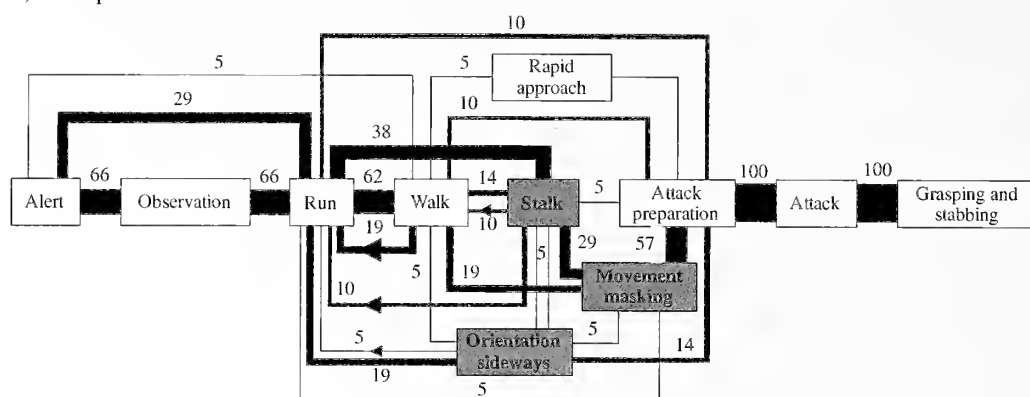 10
5
5
Rapid
approach
29
10
38
66
66
62
14
5
100
100
Alert
Observation
Run
Walk
Stalk
Attack
preparation
Attack
Grasping and
stabbing
10
19
5
19
5
29
57
Movement
masking
10
5
Orientation
sideways
5
14
19
5